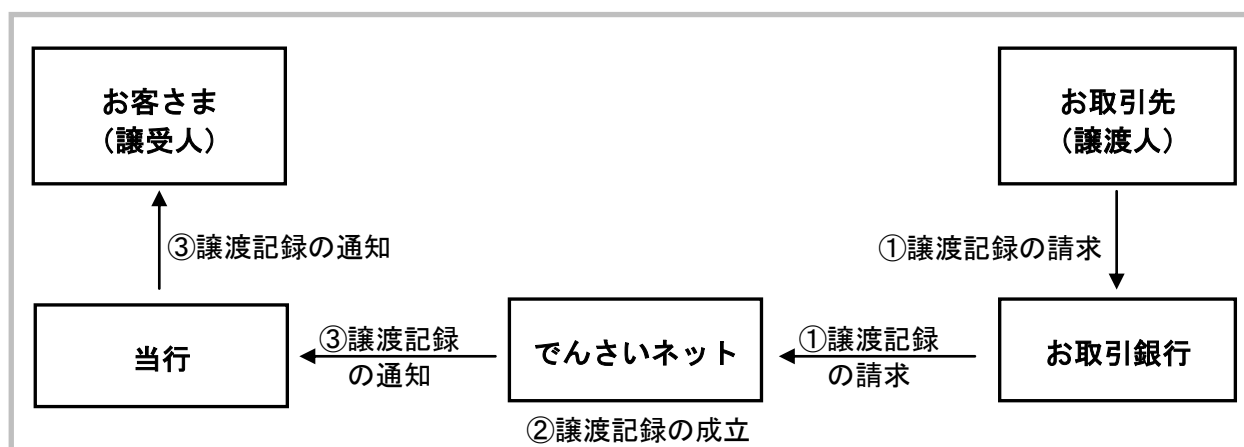 お客さま
（譲受人）
お取引先
（譲渡人）
③譲渡記録の通知
①譲渡記録の請求
当行
③譲渡記録
の通知
でんさいネット
①譲渡記録
の請求
お取引銀行
②譲渡記録の成立